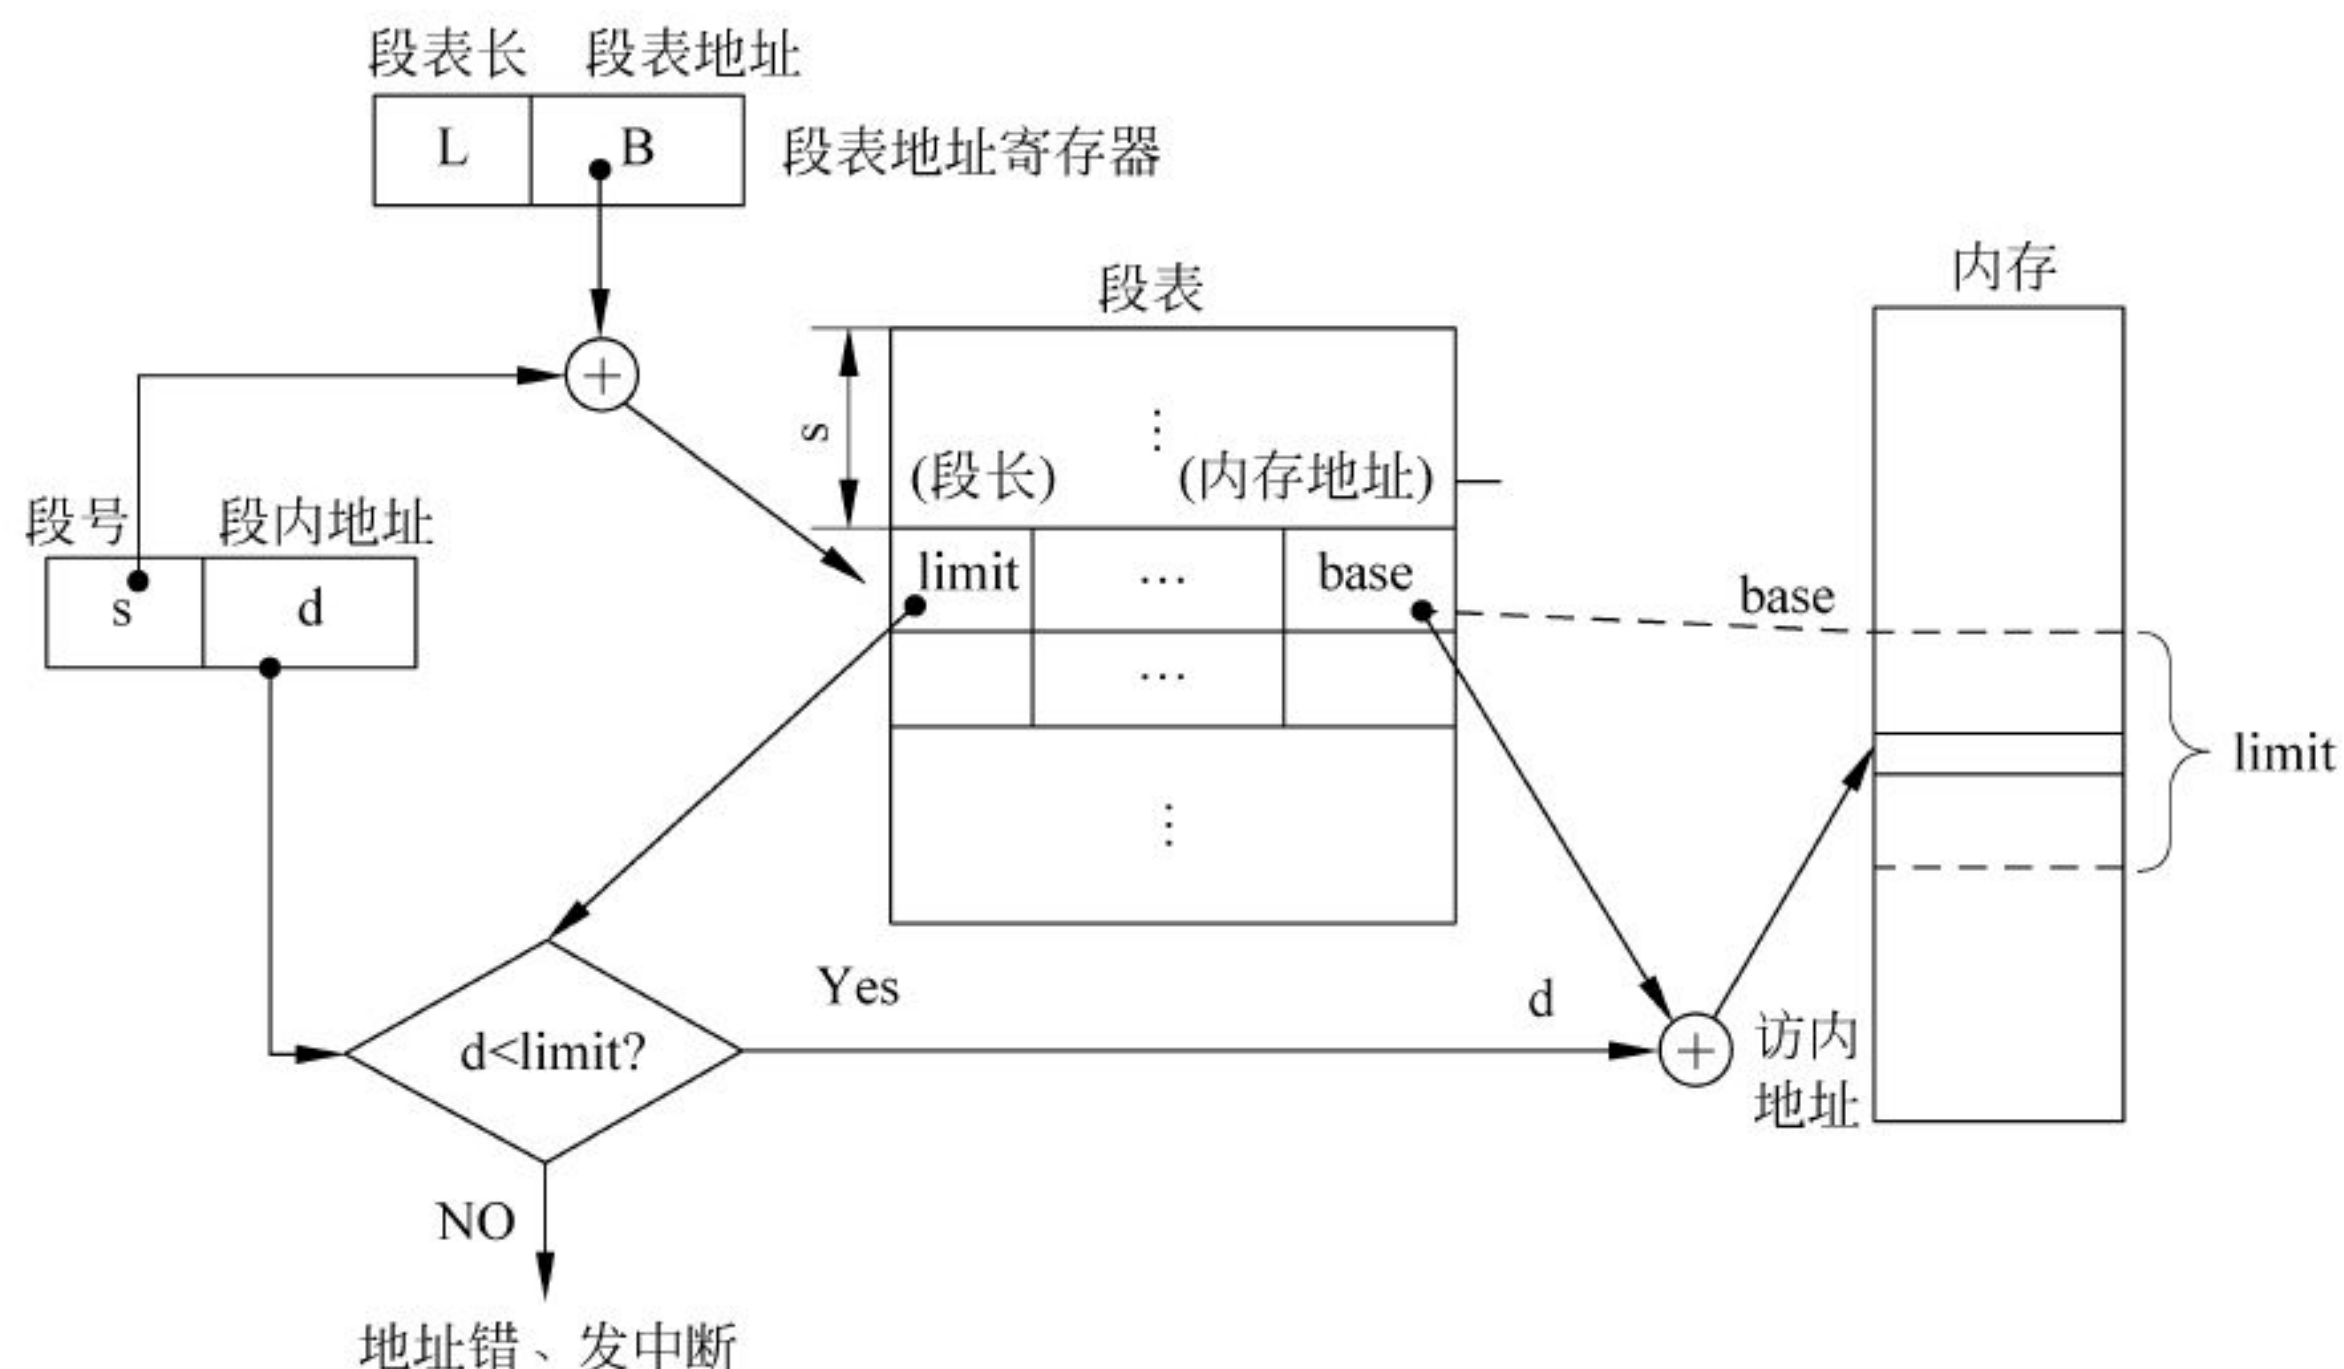 段表长 段表地址
L B 段表地址寄存器
内存
段表
+
s
⋮
(段长) (内存地址)
段号 段内地址
limit … base
base
s d
…
limit
⋮
Yes d
d<limit? + 访内
地址
NO
地址错、发中断